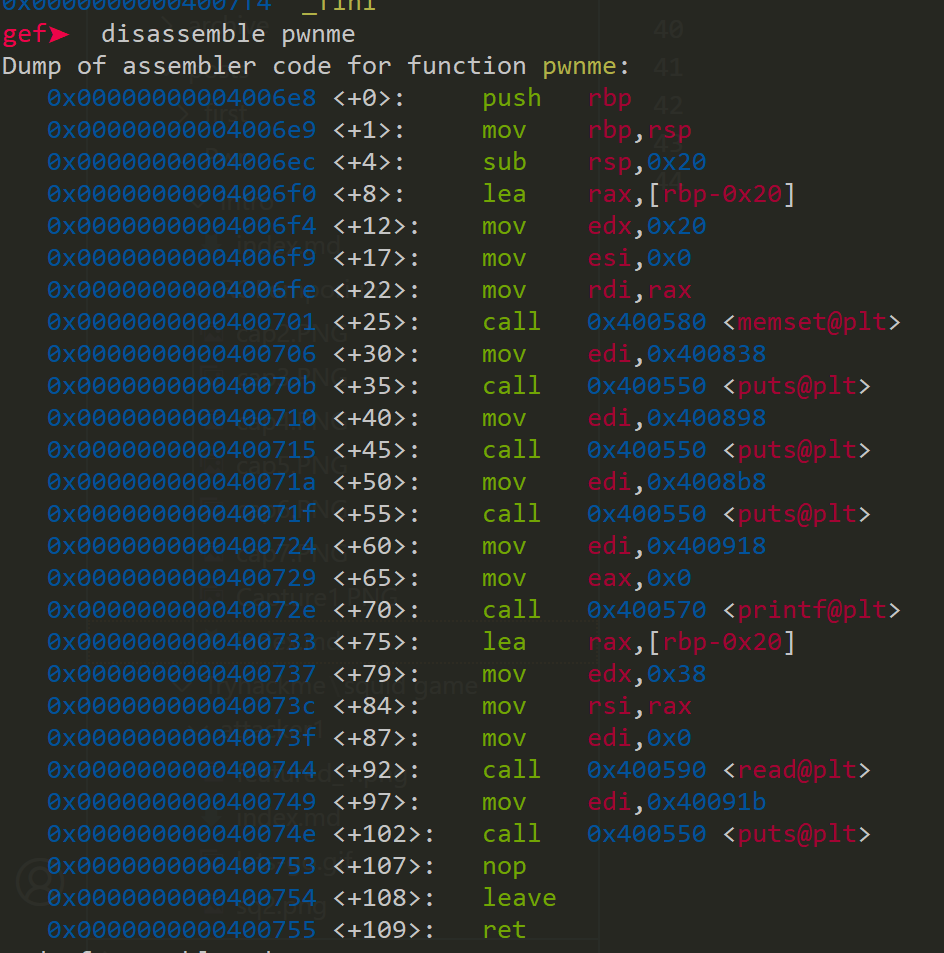 0x00000000004007f4 _fini
gef➤ disassemble pwnme
Dump of assembler code for function pwnme:
0x00000000004006e8 <+0>: push rbp
0x00000000004006e9 <+1>: mov rbp,rsp
0x00000000004006ec <+4>: sub rsp,0x20
0x00000000004006f0 <+8>: lea rax,[rbp-0x20]
0x00000000004006f4 <+12>: mov edx,0x20
0x00000000004006f9 <+17>: mov esi,0x0
0x00000000004006fe <+22>: mov rdi,rax
0x0000000000400701 <+25>: call 0x400580 <memset@plt>
0x0000000000400706 <+30>: mov edi,0x400838
0x000000000040070b <+35>: call 0x400550 <puts@plt>
0x0000000000400710 <+40>: mov edi,0x400898
0x0000000000400715 <+45>: call 0x400550 <puts@plt>
0x000000000040071a <+50>: mov edi,0x4008b8
0x000000000040071f <+55>: call 0x400550 <puts@plt>
0x0000000000400724 <+60>: mov edi,0x400918
0x0000000000400729 <+65>: mov eax,0x0
0x000000000040072e <+70>: call 0x400570 <printf@plt>
0x0000000000400733 <+75>: lea rax,[rbp-0x20]
0x0000000000400737 <+79>: mov edx,0x38
0x000000000040073c <+84>: mov rsi,rax
0x000000000040073f <+87>: mov edi,0x0
0x0000000000400744 <+92>: call 0x400590 <read@plt>
0x0000000000400749 <+97>: mov edi,0x40091b
0x000000000040074e <+102>: call 0x400550 <puts@plt>
0x0000000000400753 <+107>: nop
0x0000000000400754 <+108>: leave
0x0000000000400755 <+109>: ret